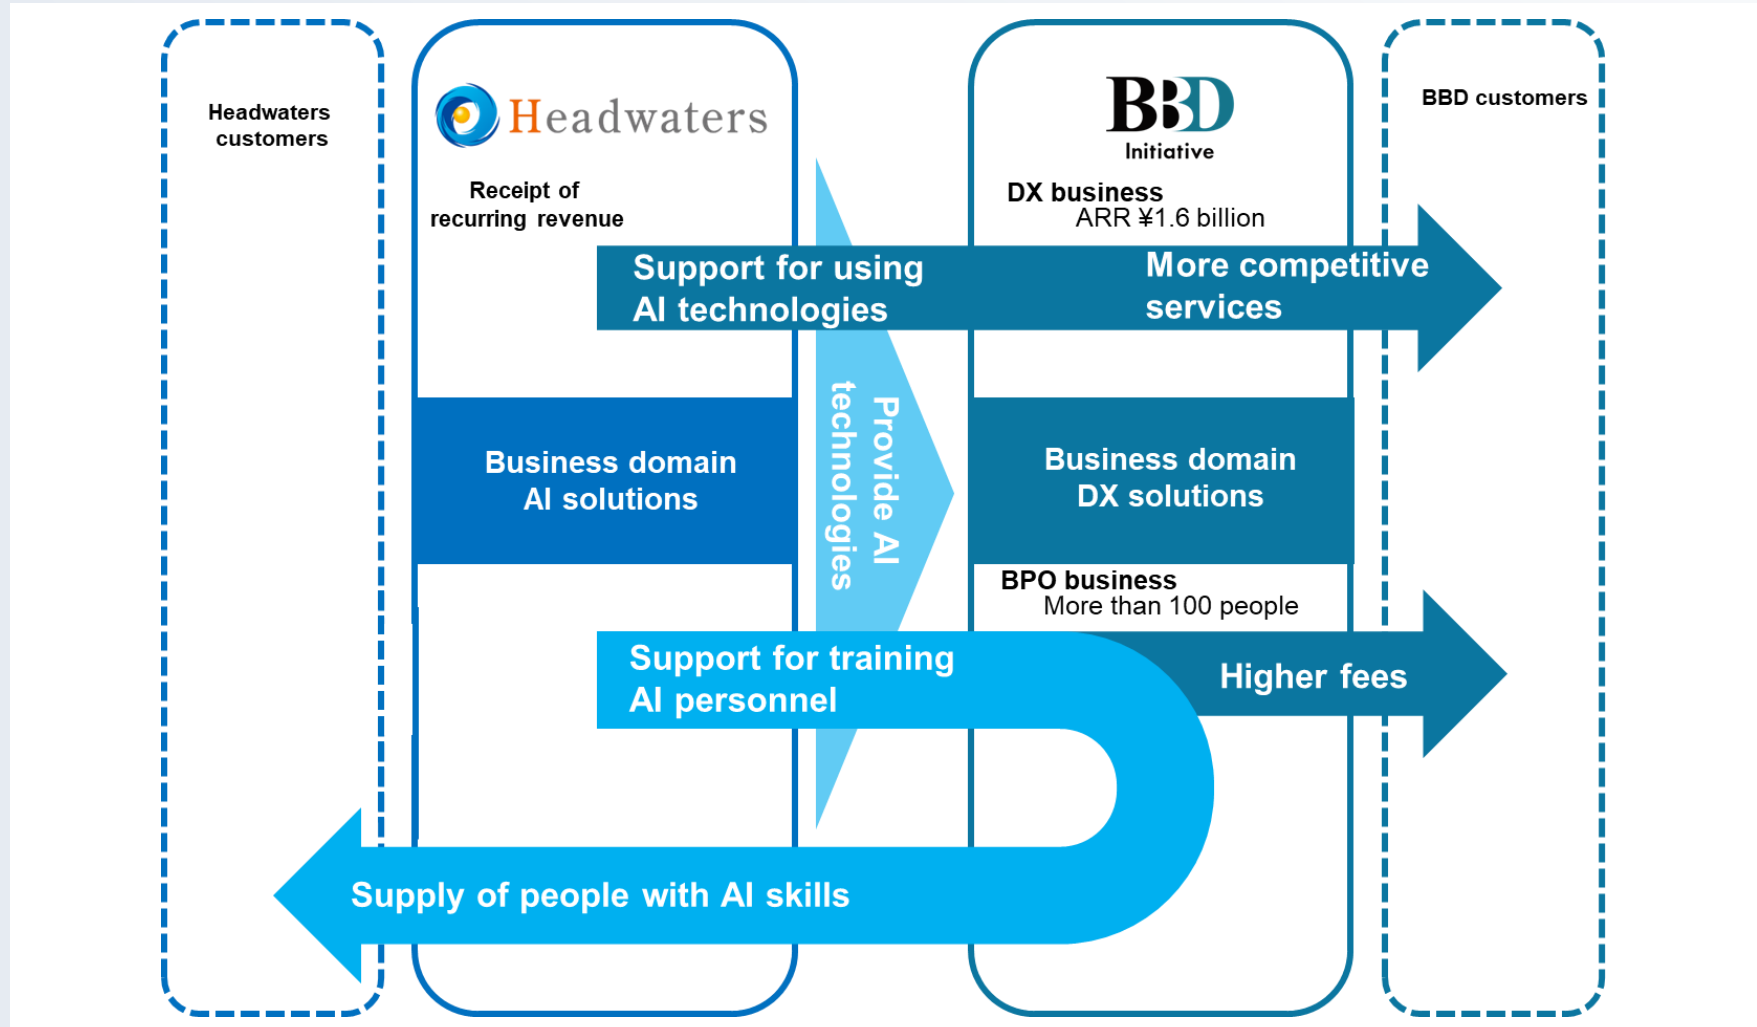 Headwaters
customers
Headwaters
Receipt of
recurring revenue
BBD
Initiative
DX business
ARR ¥1.6 billion
BBD customers
Support for using
AI technologies
More competitive
services
Business domain
AI solutions
Provide AI
technologies
Business domain
DX solutions
BPO business
More than 100 people
Support for training
AI personnel
Higher fees
Supply of people with AI skills